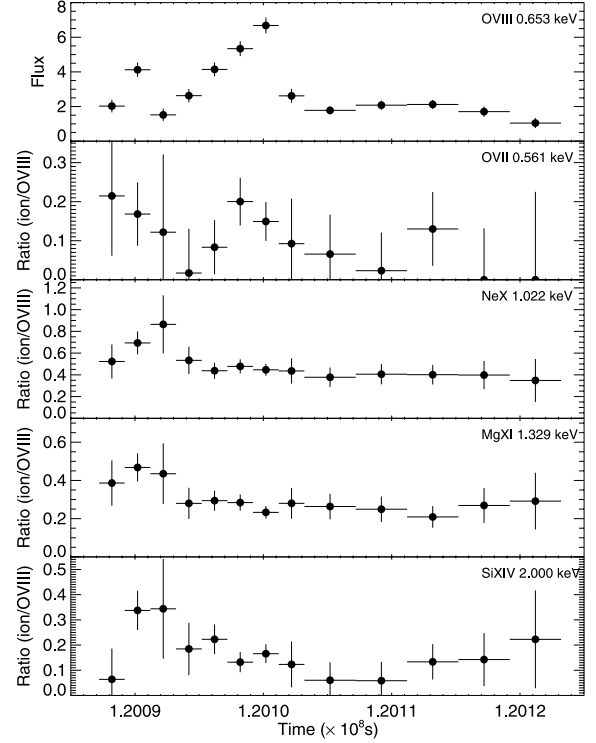 8
6
4
2
0
Flux
OVIII 0.653 keV
0.3
0.2
0.1
0.0
Ratio (ion/OVIII)
OVII 0.561 keV
1.2
1.0
0.8
0.6
0.4
0.2
0.0
Ratio (ion/OVIII)
NeX 1.022 keV
0.6
0.4
0.2
0.0
Ratio (ion/OVIII)
MgXI 1.329 keV
0.5
0.4
0.3
0.2
0.1
0.0
Ratio (ion/OVIII)
SiXIV 2.000 keV
1.2009 1.2010 1.2011 1.2012
Time (× 10⁸s)